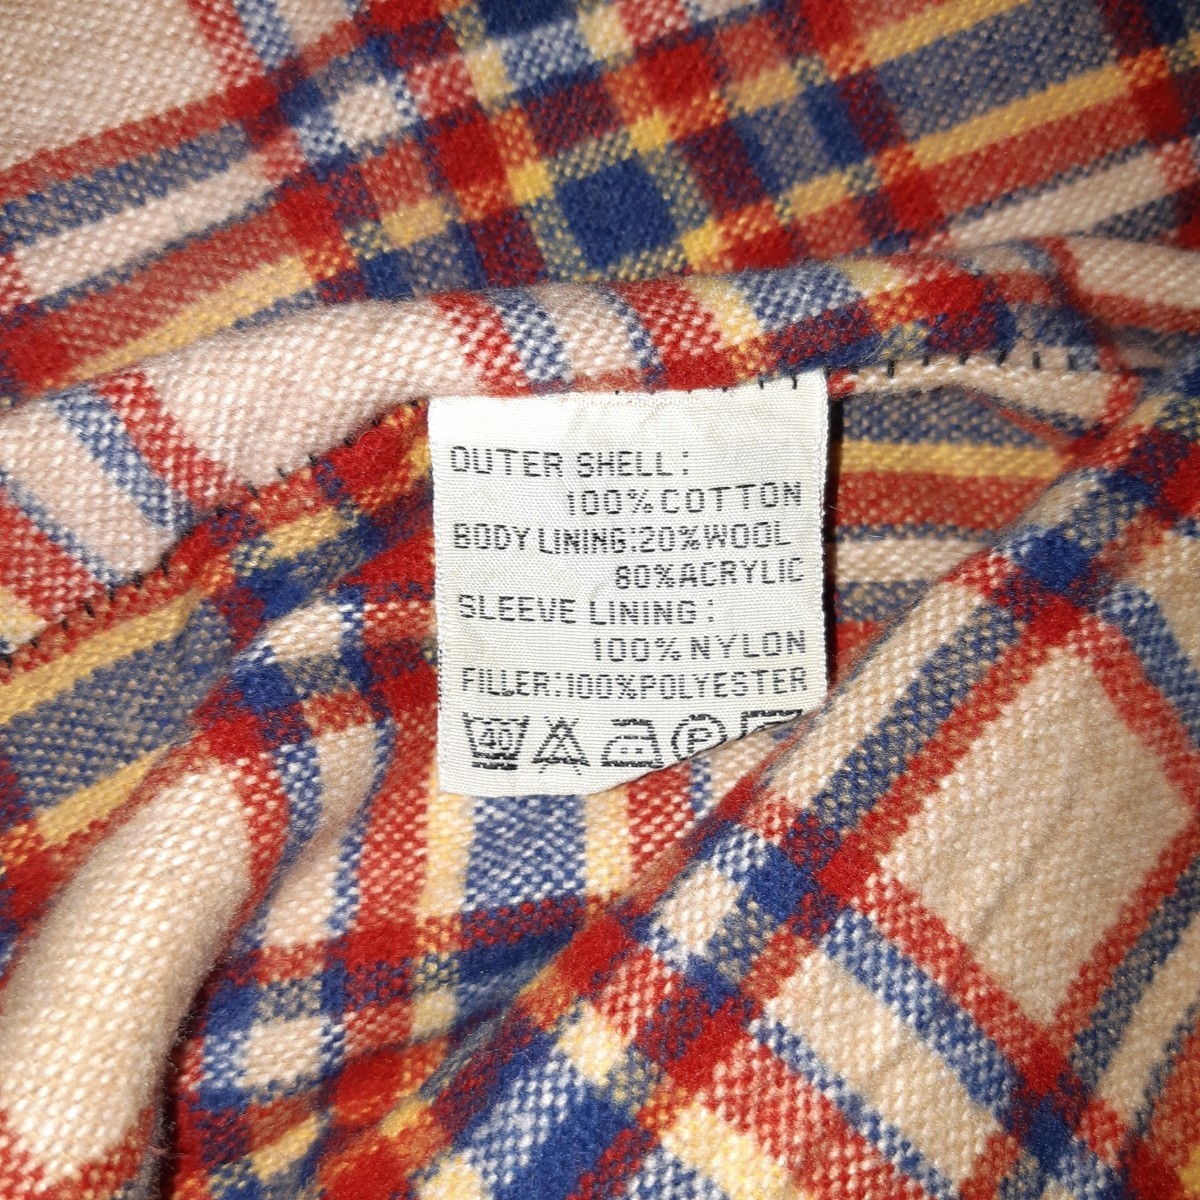 OUTER SHELL:
100%COTTON
BODY LINING:20%WOOL
80%ACRYLIC
SLEEVE LINING:
100%NYLON
FILLER:100%POLYESTER
40 P